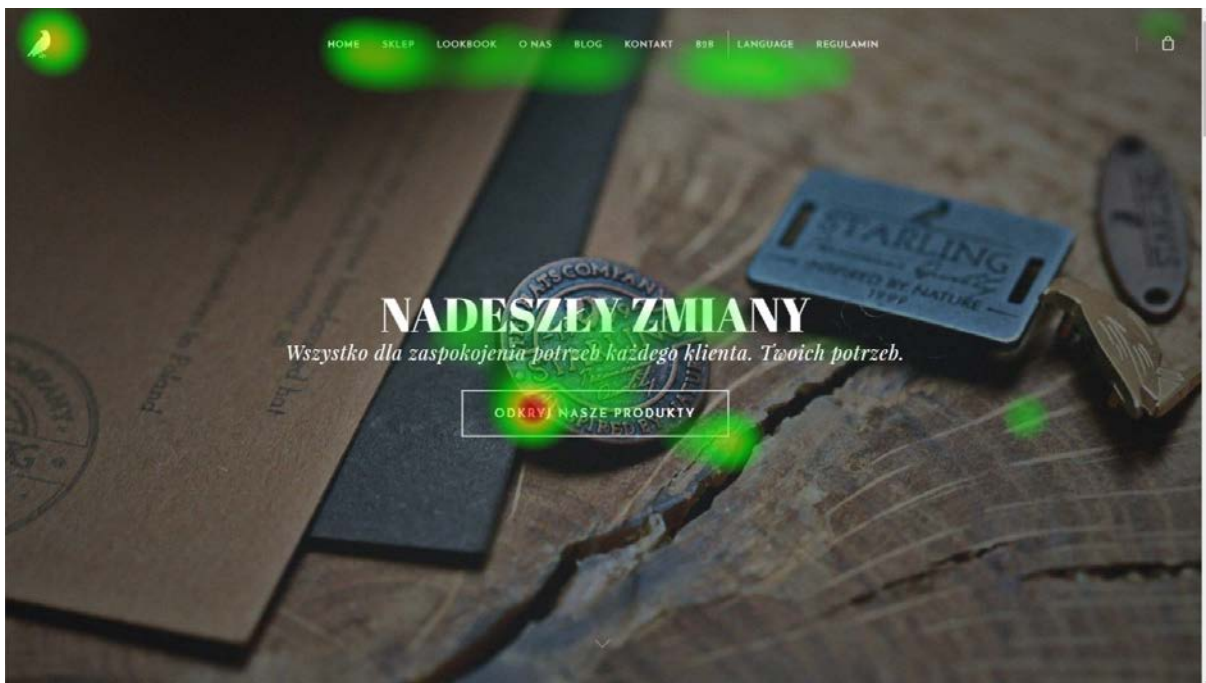 HOME SKLEP LOOKBOOK O NAS BLOG KONTAKT B2B LANGUAGE REGULAMIN
STARLING
INSPIRED BY NATURE
NADESZŁY ZMIANY
Wszystko dla zaspokojenia potrzeb każdego klienta. Twoich potrzeb.
ODKRYJ NASZE PRODUKTY